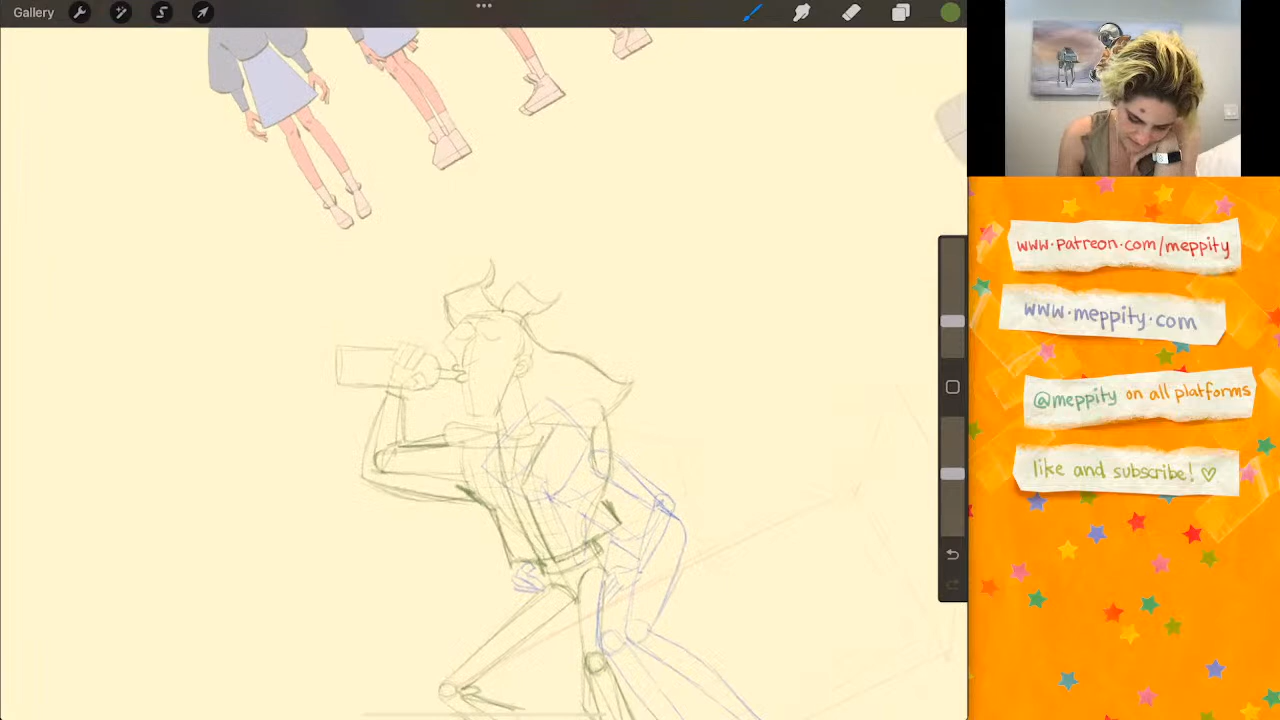 Gallery
www.patreon.com/meppity
www.meppity.com
@meppity on all platforms
like and subscribe! ♡